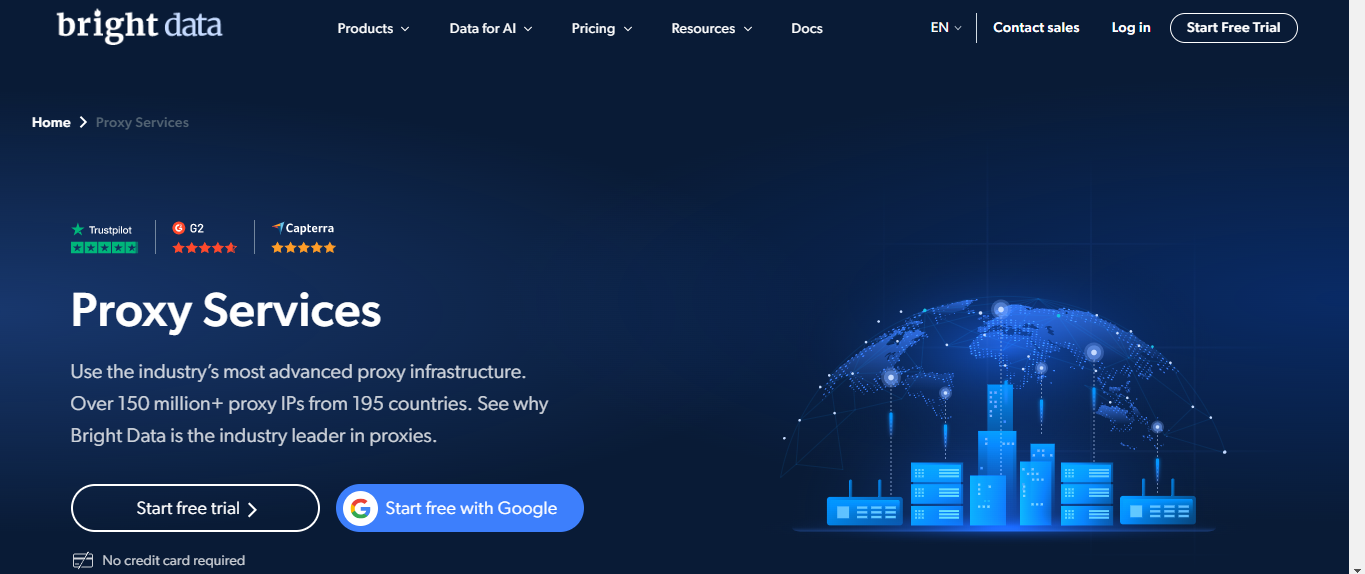 bright data
Products
Data for AI
Pricing
Resources
Docs
EN
Contact sales
Log in
Start Free Trial
Home
Proxy Services
Trustpilot
G2
Capterra
Proxy Services
Use the industry's most advanced proxy infrastructure.
Over 150 million+ proxy IPs from 195 countries. See why
Bright Data is the industry leader in proxies.
Start free trial
Start free with Google
No credit card required